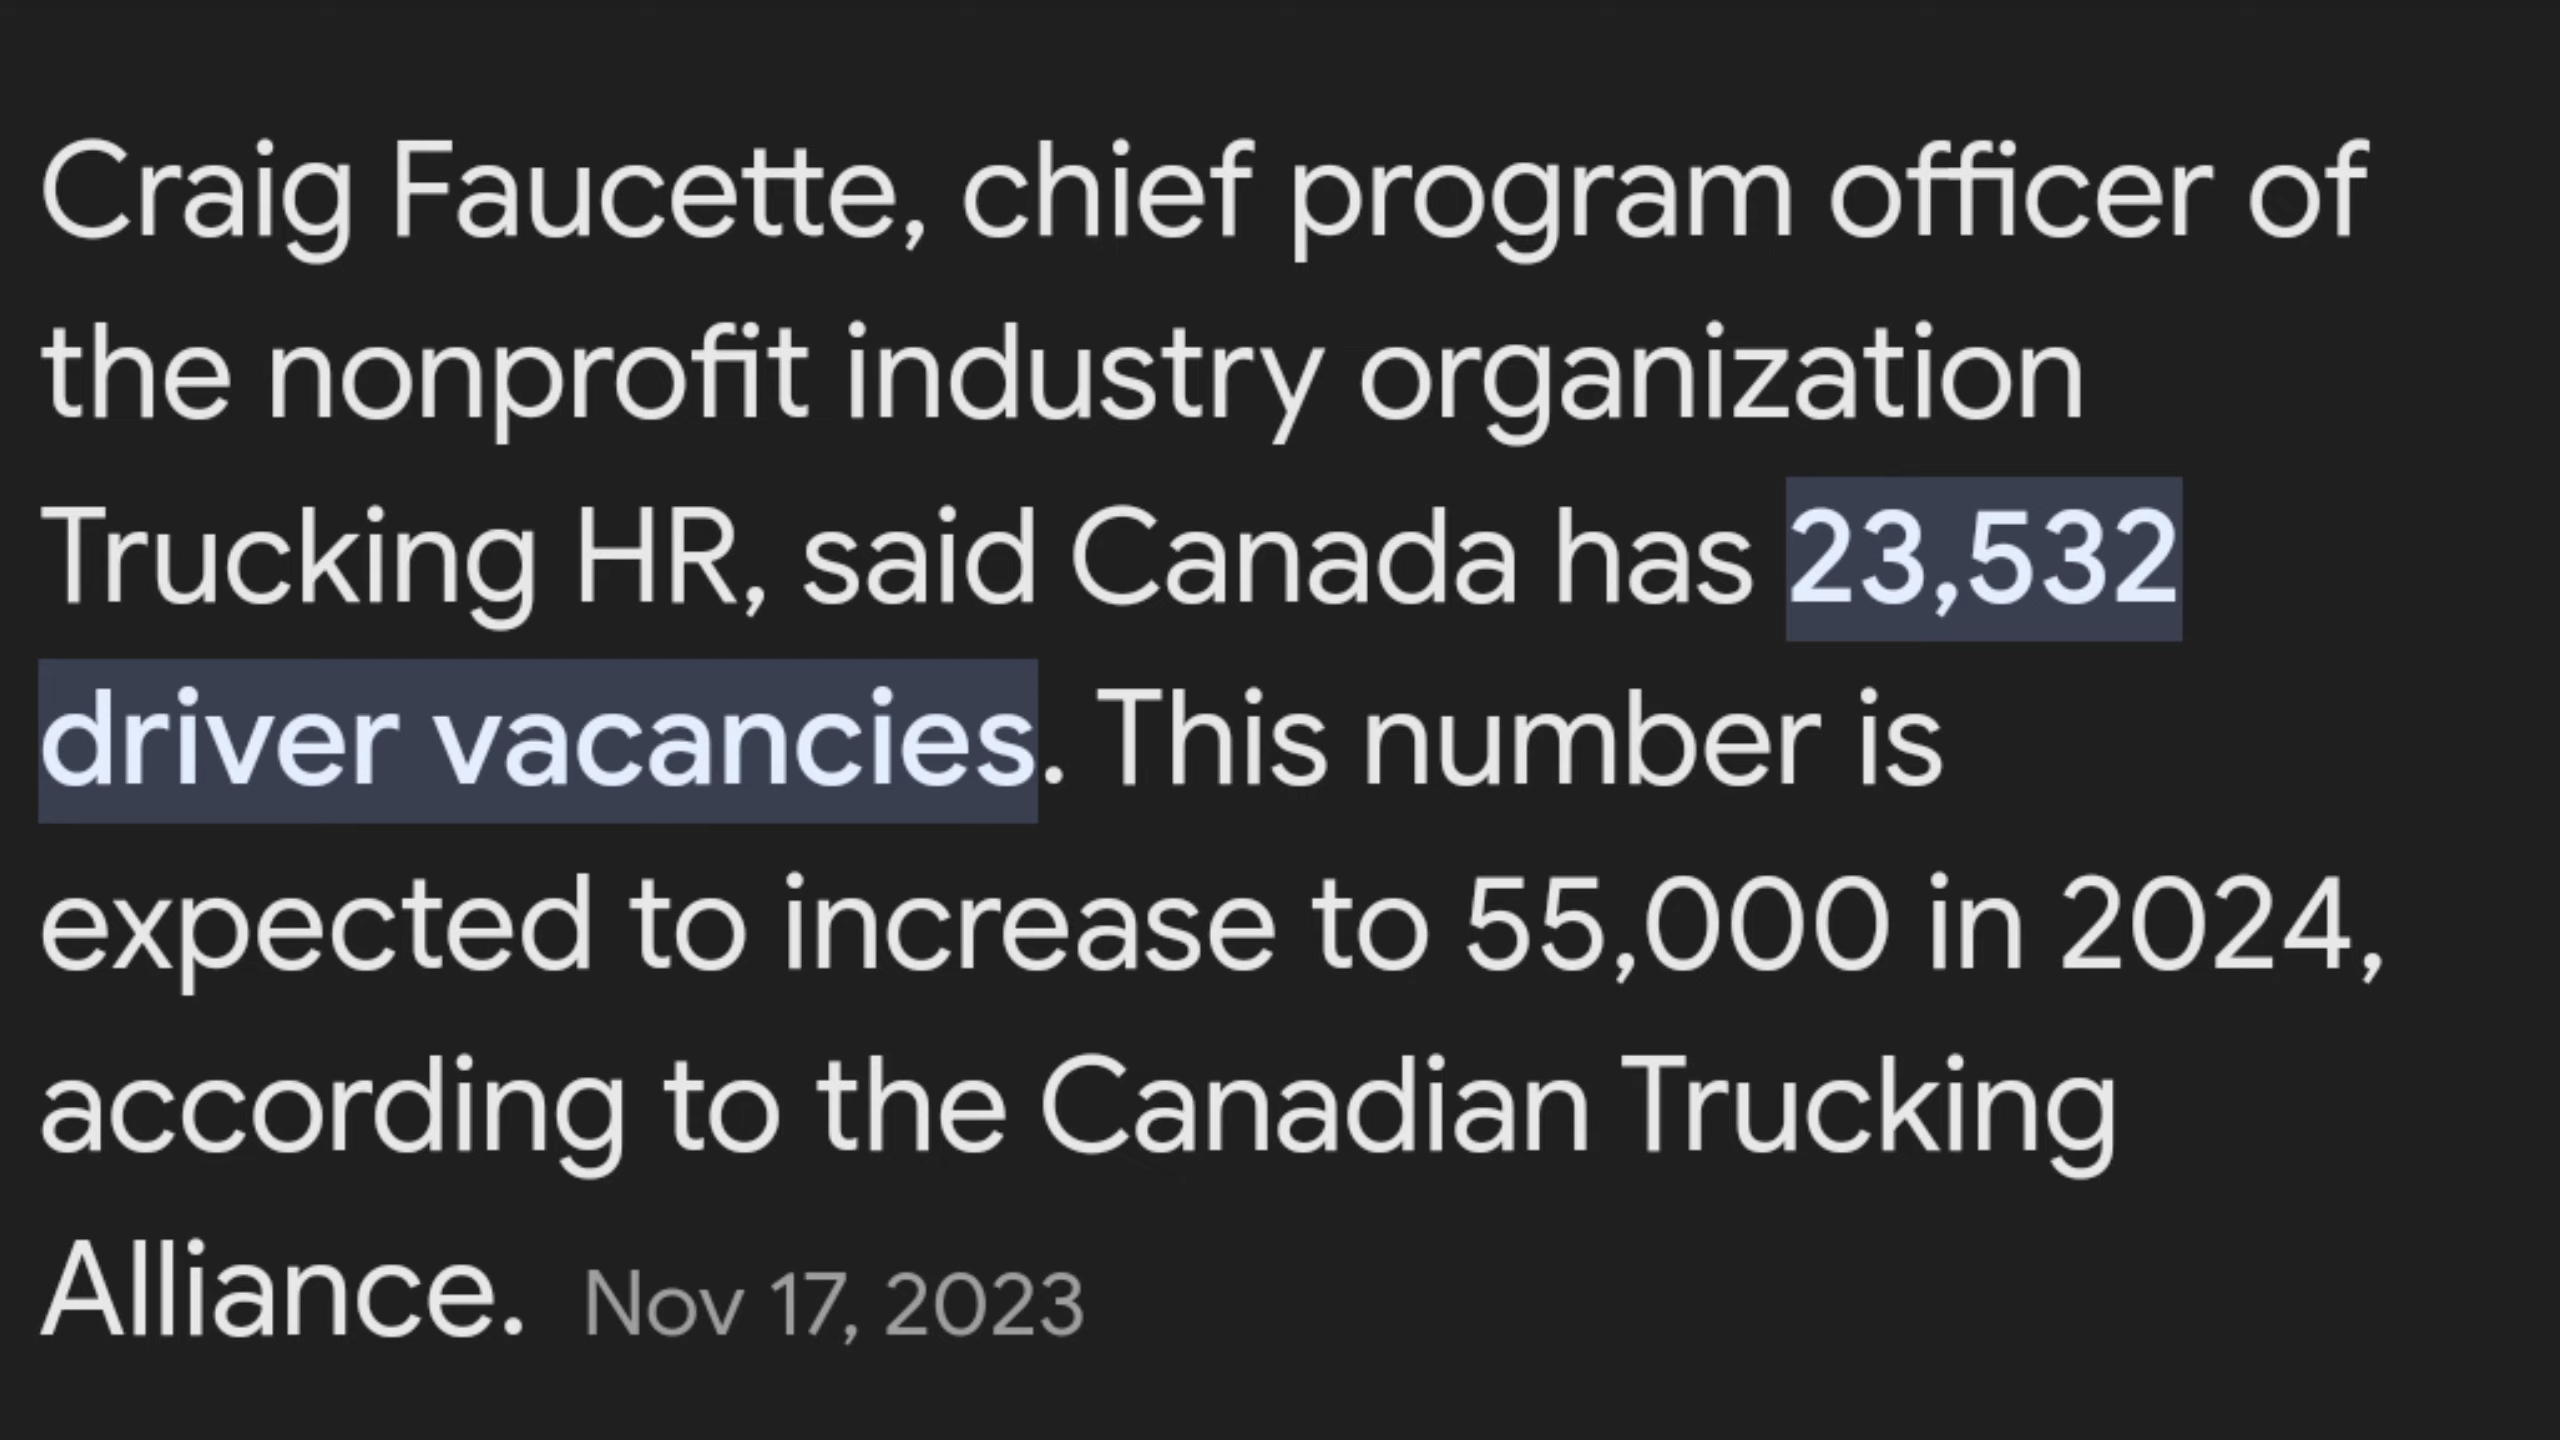 Craig Faucette, chief program officer of
the nonprofit industry organization
Trucking HR, said Canada has 23,532
driver vacancies. This number is
expected to increase to 55,000 in 2024,
according to the Canadian Trucking
Alliance. Nov 17, 2023